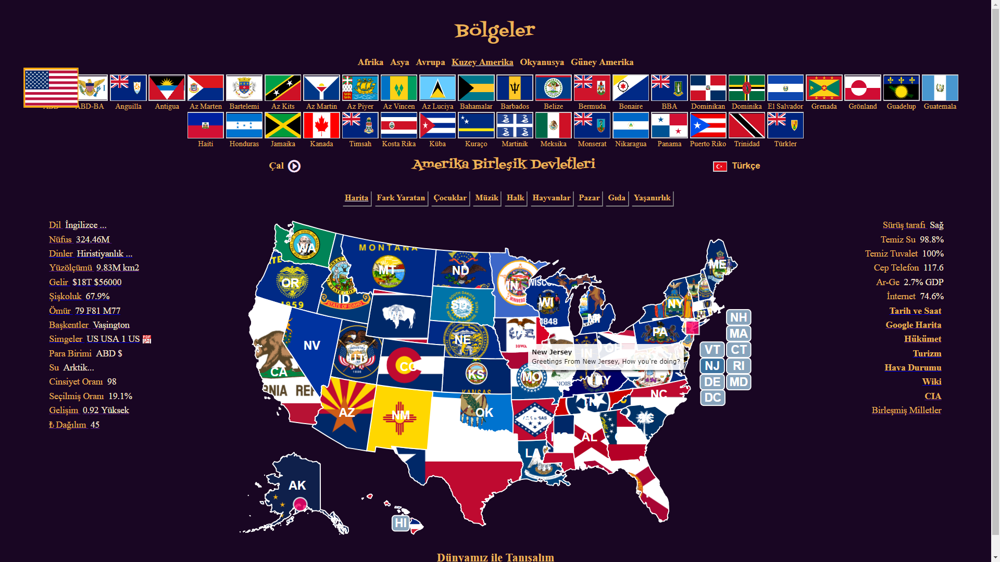 Bölgeler
Afrika Asya Avrupa Kuzey Amerika Okyanusya Güney Amerika
ABD-BA Anguilla Antigua Az Marten Bartelemi Az Kits Az Martin Az Piyer Az Vincen Az Luciya Bahamalar Barbados Belize Bermuda Bonaire BBA Dominikan Dominika El Salvador Grenada Grönland Guadelup Guatemala
Haiti Honduras Jamaika Kanada Timsah Kosta Rika Küba Kuraço Martinik Meksika Monserat Nikaragua Panama Puerto Riko Trinidad Türkler
Çal Amerika Birleşik Devletleri Türkçe
Harita Fark Yaratan Çocuklar Müzik Halk Hayvanlar Pazar Gıda Yaşanırlık
Dil İngilizce ...
Nüfus 324.46M
Dinler Hiristiyanlık ...
Yüzölçümü 9.83M km2
Gelir $18T $56000
Şişkoluk 67.9%
Ömür 79 F81 M77
Başkentler Vaşington
Simgeler US USA 1 US PDF
Para Birimi ABD $
Su Arktik...
Cinsiyet Oranı 98
Seçilmiş Oranı 19.1%
Gelişim 0.92 Yüksek
₺ Dağılım 45
WA
MONTANA
MT
ND
MN
ME
OR
1859
ID
WY
SD
WISCO
WI
1848
MI
NY
PA
NV
UT
NE
IOWA
IN
OH
CA
CO
KS
KANSAS
MO
KY
NC
AZ
NM
OK
TN
SC
MS
AL
LA
AK
HI
New Jersey
Greetings From New Jersey, How you're doing?
NH
MA
VT CT
NJ RI
DE MD
DC
Sürüş tarafı Sağ
Temiz Su 98.8%
Temiz Tuvalet 100%
Cep Telefon 117.6
Ar-Ge 2.7% GDP
İnternet 74.6%
Tarih ve Saat
Google Harita
Hükümet
Turizm
Hava Durumu
Wiki
CIA
Birleşmiş Milletler
Dünyamız ile Tanışalım